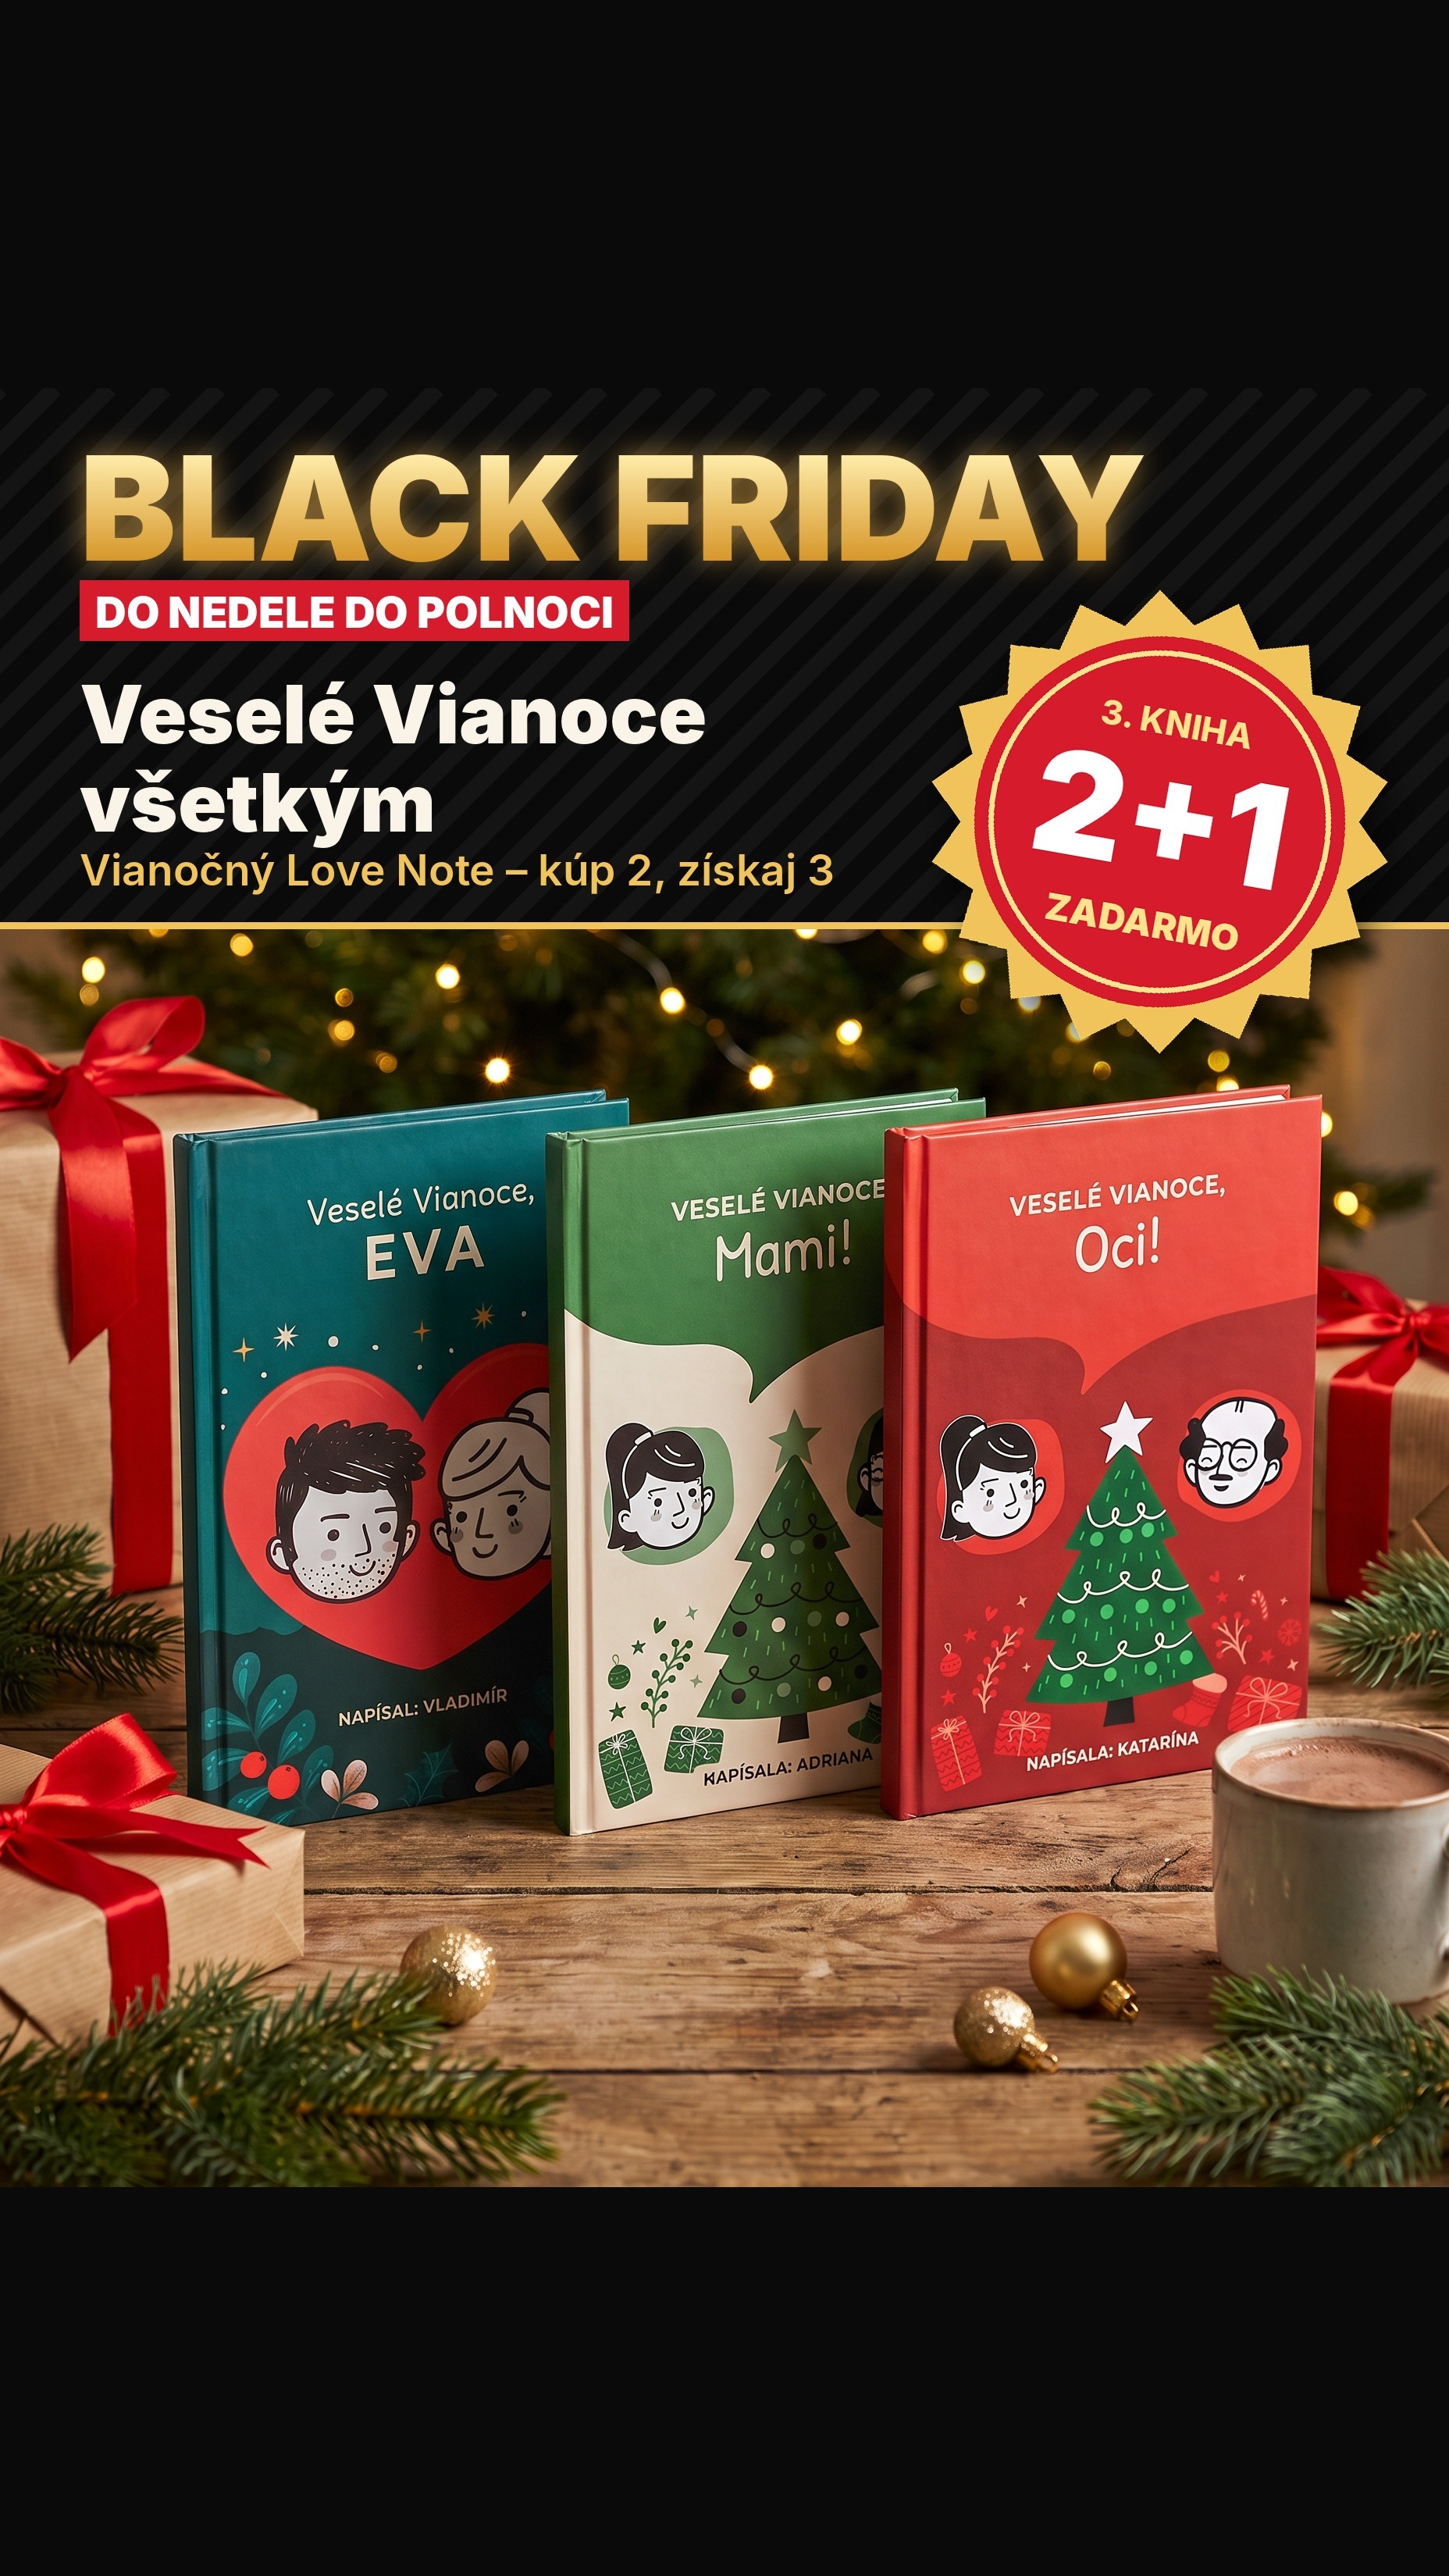 BLACK FRIDAY
DO NEDELE DO POLNOCI
Veselé Vianoce
všetkým
Vianočný Love Note – kúp 2, získaj 3
3. KNIHA
2+1
ZADARMO
Veselé Vianoce,
EVA
NAPÍSAL: VLADIMÍR
VESELÉ VIANOCE
Mami!
NAPÍSALA: ADRIANA
VESELÉ VIANOCE,
Oci!
NAPÍSALA: KATARÍNA